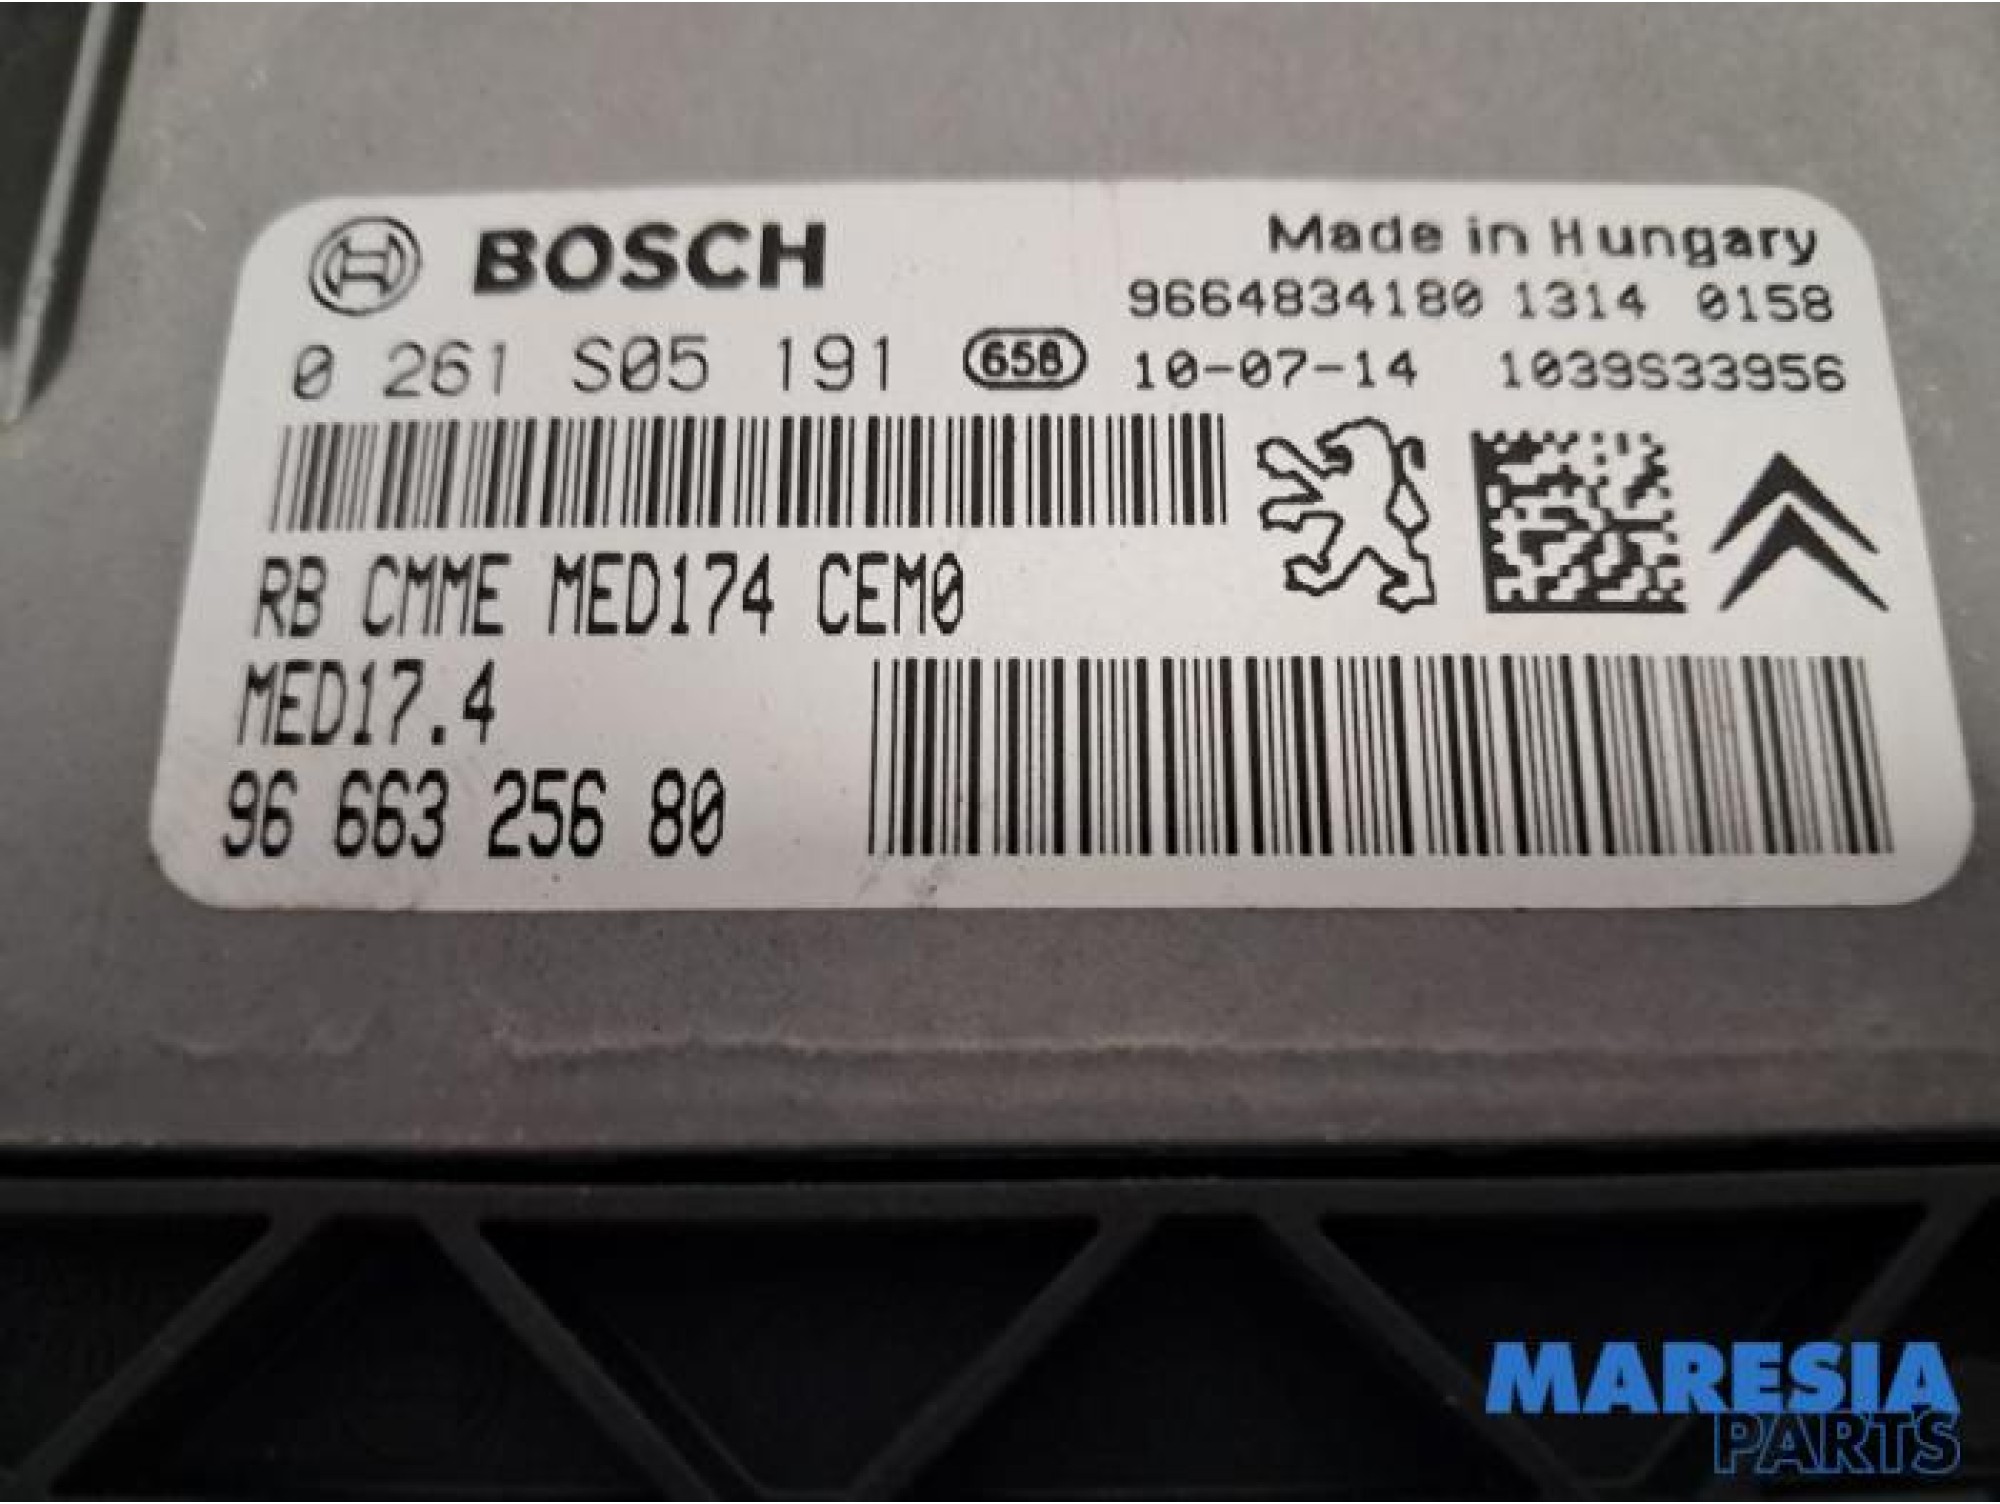 BOSCH
Made in Hungary
9664834180 1314 0158
0 261 S05 191 658 10-07-14 1039S33956
RB CMME MED174 CEM0
MED17.4
96 663 256 80
MARESIA
PARTS